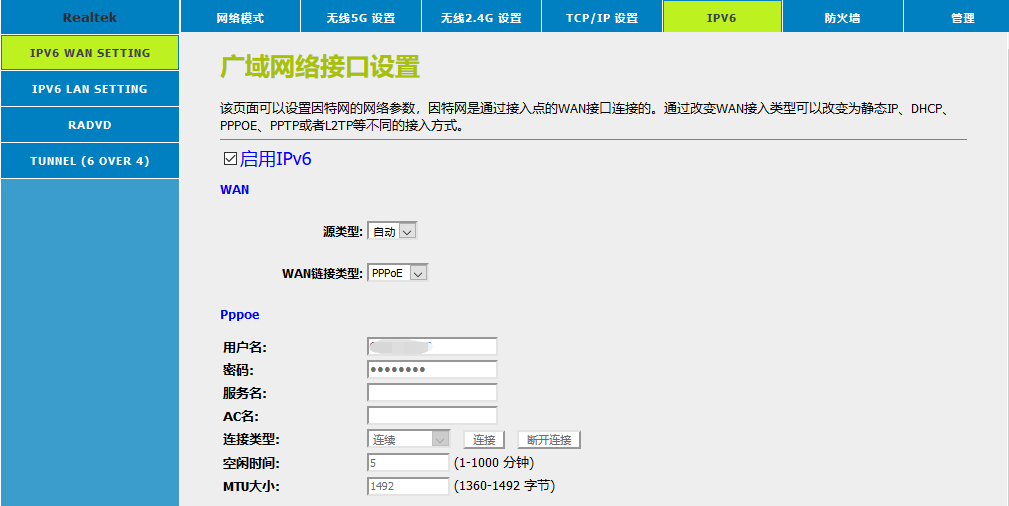 Realtek
网络模式
无线5G 设置
无线2.4G 设置
TCP/IP 设置
IPV6
防火墙
管理
IPV6 WAN SETTING
IPV6 LAN SETTING
RADVD
TUNNEL (6 OVER 4)
广域网络接口设置
该页面可以设置因特网的网络参数，因特网是通过接入点的WAN接口连接的。通过改变WAN接入类型可以改变为静态IP、DHCP、
PPPOE、PPTP或者L2TP等不同的接入方式。
启用IPv6
WAN
源类型: 自动
WAN链接类型: PPPoE
Pppoe
用户名:
密码: ●●●●●●●●
服务名:
AC名:
连接类型: 连续 连接 断开连接
空闲时间: 5 (1-1000 分钟)
MTU大小: 1492 (1360-1492 字节)